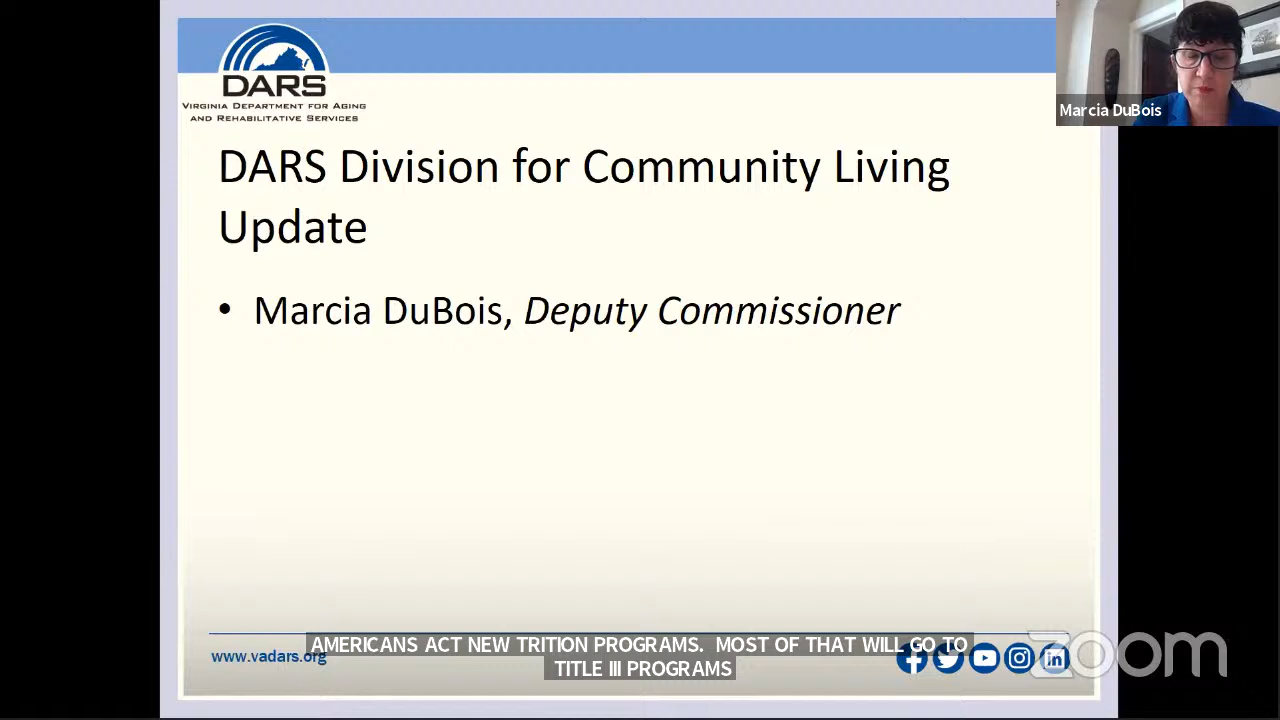 DARS
VIRGINIA DEPARTMENT FOR AGING
AND REHABILITATIVE SERVICES
Marcia DuBois
DARS Division for Community Living
Update
• Marcia DuBois, Deputy Commissioner
AMERICANS ACT NEW TRITION PROGRAMS. MOST OF THAT WILL GO TO
TITLE III PROGRAMS
www.vadars.org
zoom